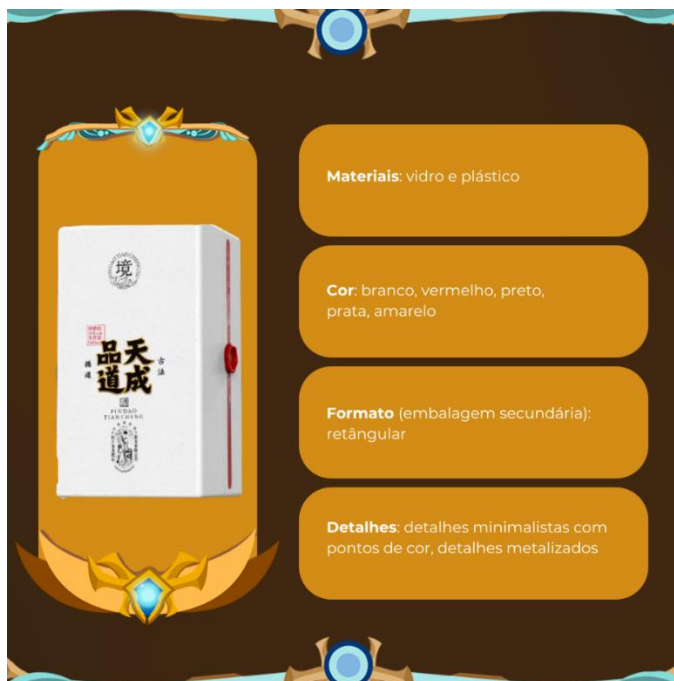 境
天成
品道
古法
PINDAO
TIANCHENG
Materiais: vidro e plástico
Cor: branco, vermelho, preto,
prata, amarelo
Formato (embalagem secundária):
retângular
Detalhes: detalhes minimalistas com
pontos de cor, detalhes metalizados